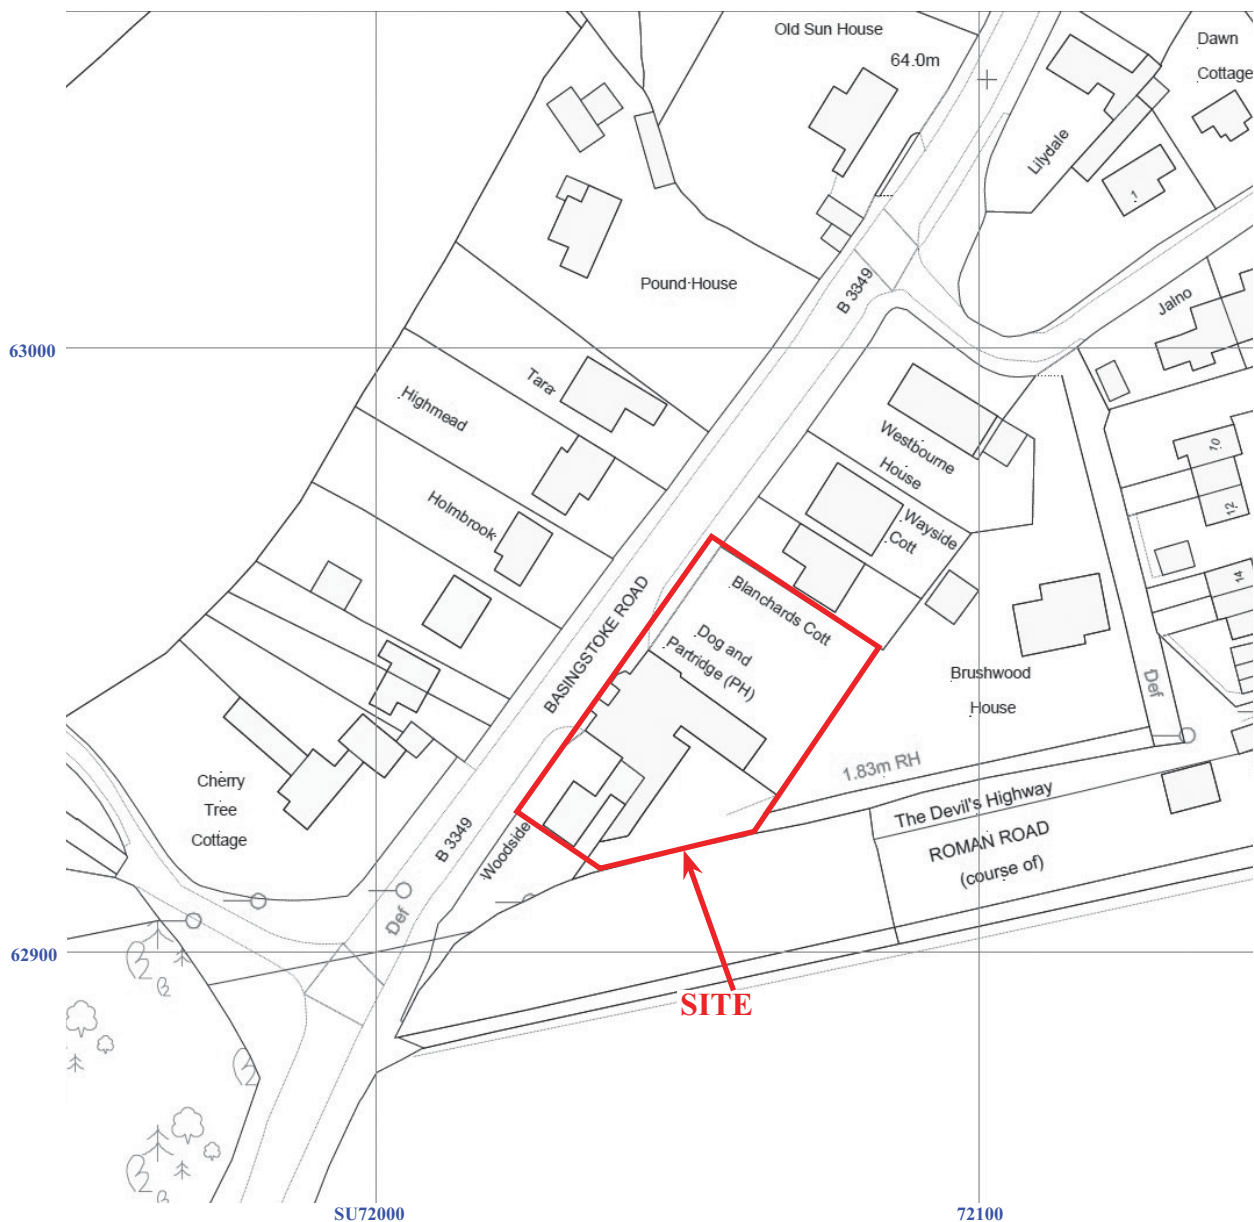 Old Sun House
64.0m
Dawn
Cottage
Lilydale
1
Pound House
B 3349
Jalno
63000
Tara
Highmead
Holmbrook
Westbourne
House
Wayside
Cott
10
12
14
BASINGSTOKE ROAD
Blanchards Cott
Dog and
Partridge (PH)
Brushwood
House
Def
1.83m RH
Cherry
Tree
Cottage
B 3349
Woodside
The Devil's Highway
ROMAN ROAD
(course of)
Def
62900
SITE
SU72000
72100